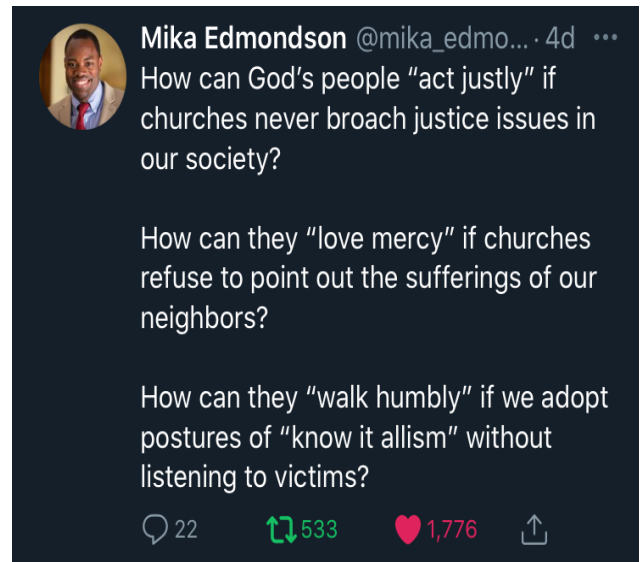 Mika Edmondson @mika_edmo... · 4d ...
How can God’s people “act justly” if
churches never broach justice issues in
our society?
How can they “love mercy” if churches
refuse to point out the sufferings of our
neighbors?
How can they “walk humbly” if we adopt
postures of “know it allism” without
listening to victims?
22 533 1,776